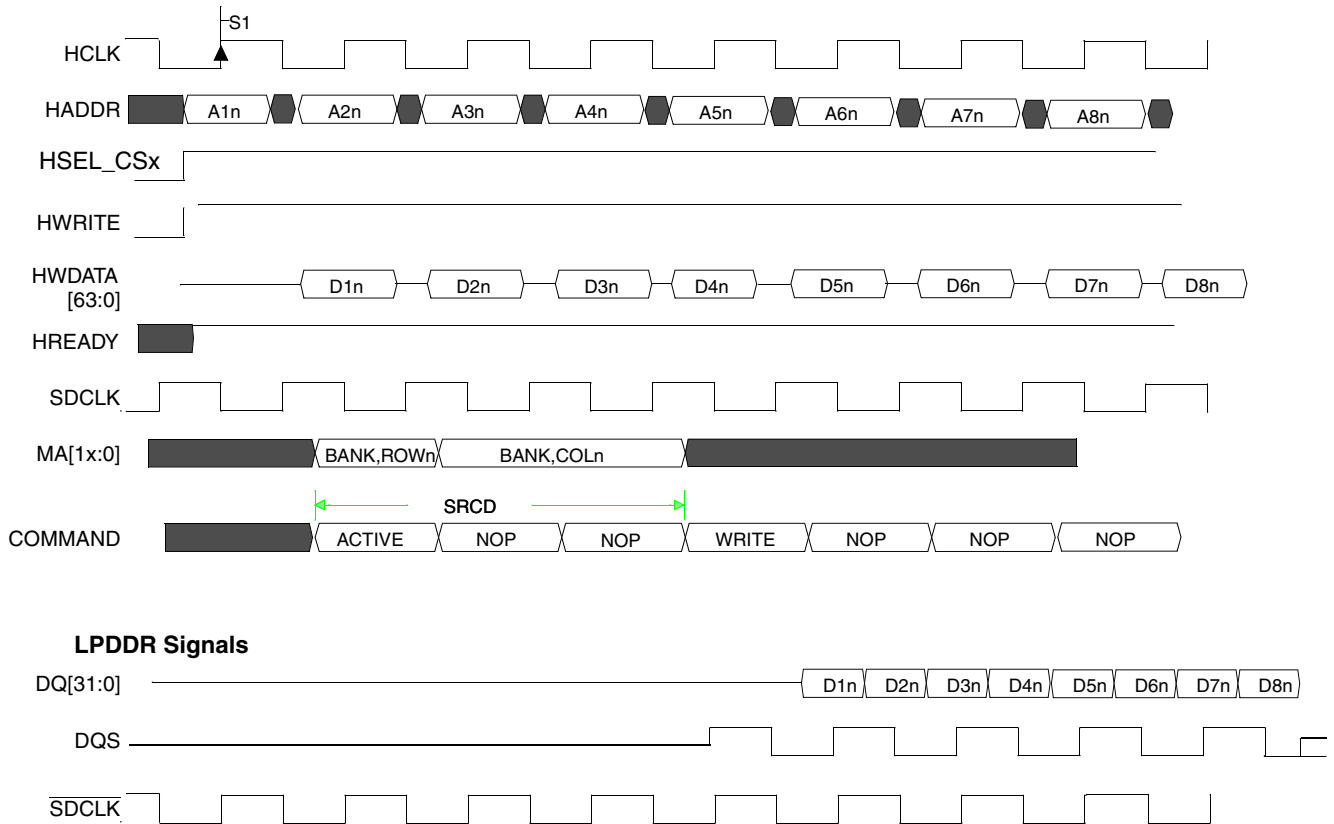 S1
HCLK
HADDR A1n A2n A3n A4n A5n A6n A7n A8n
HSEL_CSx
HWRITE
HWDATA
[63:0]
D1n D2n D3n D4n D5n D6n D7n D8n
HREADY
SDCLK
MA[1x:0] BANK,ROWn BANK,COLn
SRCD
COMMAND ACTIVE NOP NOP WRITE NOP NOP NOP
LPDDR Signals
DQ[31:0] D1n D2n D3n D4n D5n D6n D7n D8n
DQS
SDCLK